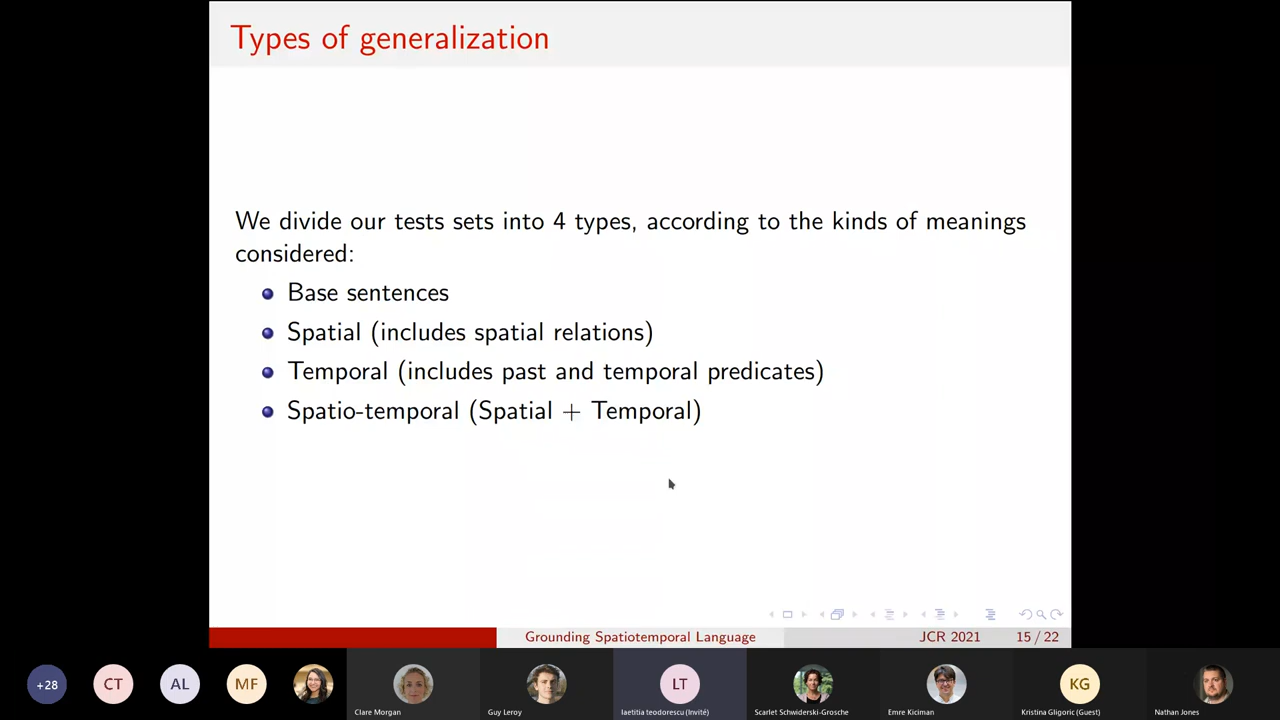 Types of generalization
We divide our tests sets into 4 types, according to the kinds of meanings
considered:
Base sentences
Spatial (includes spatial relations)
Temporal (includes past and temporal predicates)
Spatio-temporal (Spatial + Temporal)
Grounding Spatiotemporal Language
JCR 2021
15 / 22
+28
CT
AL
MF
LT
KG
Clare Morgan
Guy Leroy
laetitia teodorescu (Invité)
Scarlet Schwiderski-Grosche
Emre Kiciman
Kristina Gligoric (Guest)
Nathan Jones